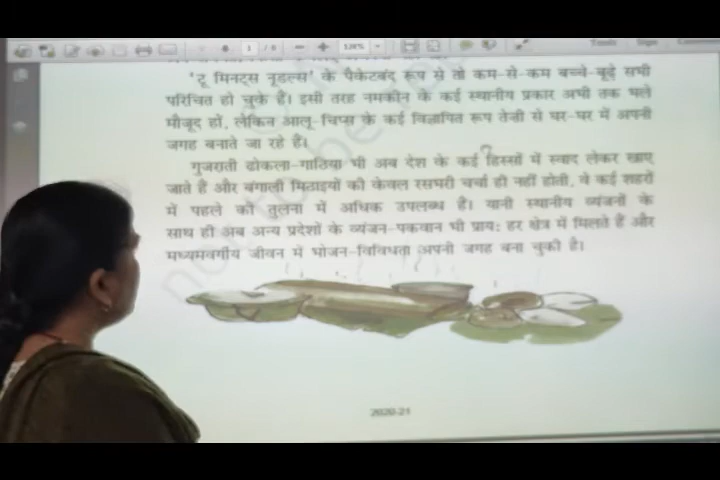 1 / 6
'टू मिनट्स नूडल्स' के पैकेटबंद रूप से तो कम-से-कम बच्चे-बूढ़े सभी
परिचित हो चुके हैं। इसी तरह नमकीन के कई स्थानीय प्रकार अभी तक भले
मौजूद हों, लेकिन आलू-चिप्स के कई विज्ञापित रूप तेज़ी से घर-घर में अपनी
जगह बनाते जा रहे हैं।
गुजराती ढोकला-गाठिया भी अब देश के कई हिस्सों में स्वाद लेकर खाए
जाते हैं और बंगाली मिठाइयों की केवल रसभरी चर्चा ही नहीं होती, वे कई शहरों
में पहले की तुलना में अधिक उपलब्ध हैं। यानी स्थानीय व्यंजनों के
साथ ही अब अन्य प्रदेशों के व्यंजन-पकवान भी प्राय: हर क्षेत्र में मिलते हैं और
मध्यमवर्गीय जीवन में भोजन-विविधता अपनी जगह बना चुकी है।
2020-21